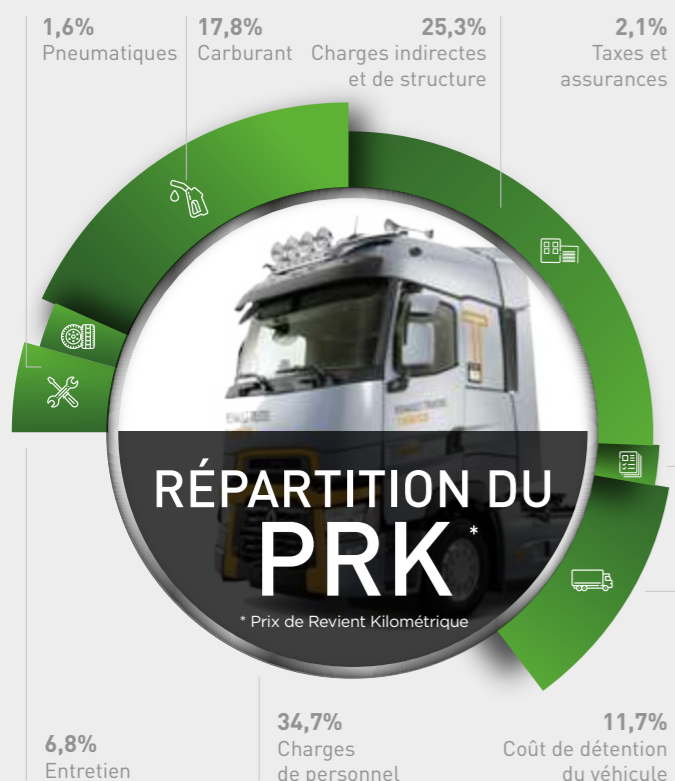 1,6%
Pneumatiques
17,8%
Carburant
25,3%
Charges indirectes
et de structure
2,1%
Taxes et
assurances
RÉPARTITION DU
PRK *
* Prix de Revient Kilométrique
6,8%
Entretien
34,7%
Charges
de personnel
11,7%
Coût de détention
du véhicule